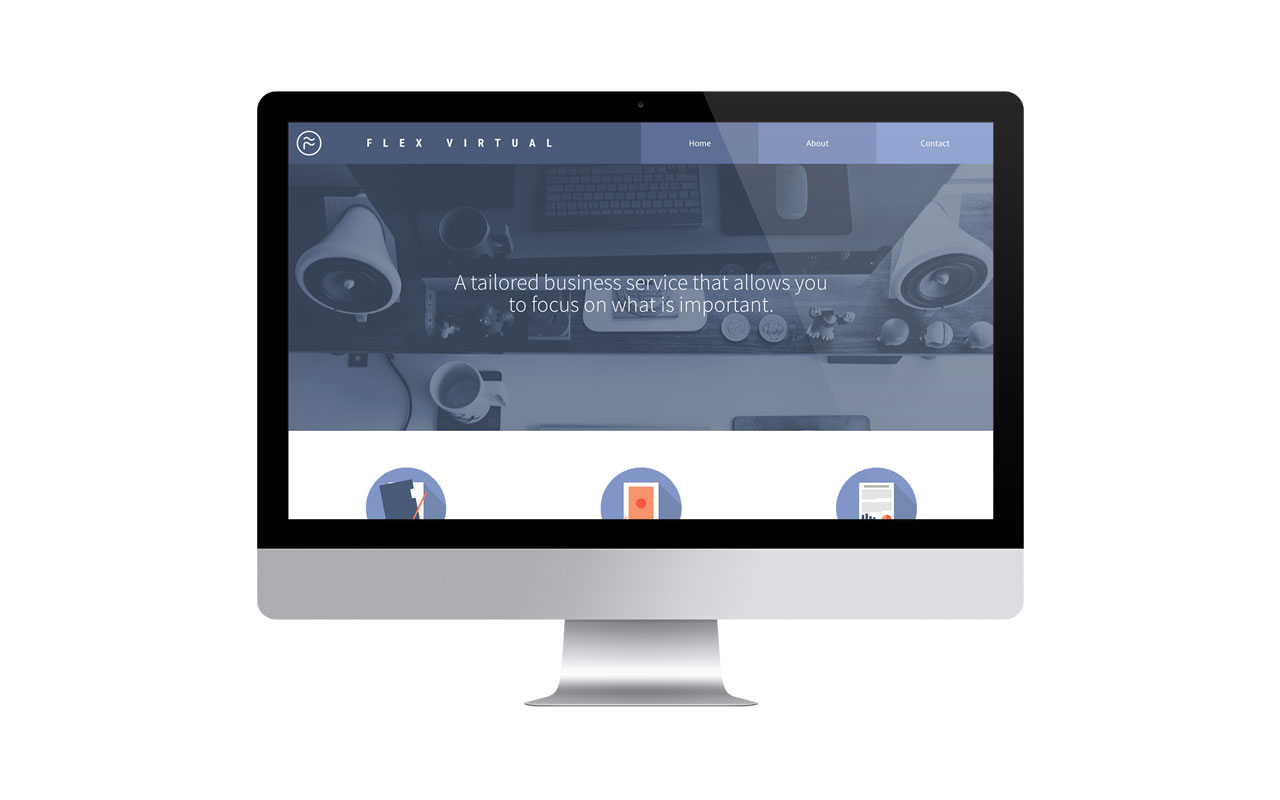 FLEX VIRTUAL
Home
About
Contact
A tailored business service that allows you
to focus on what is important.